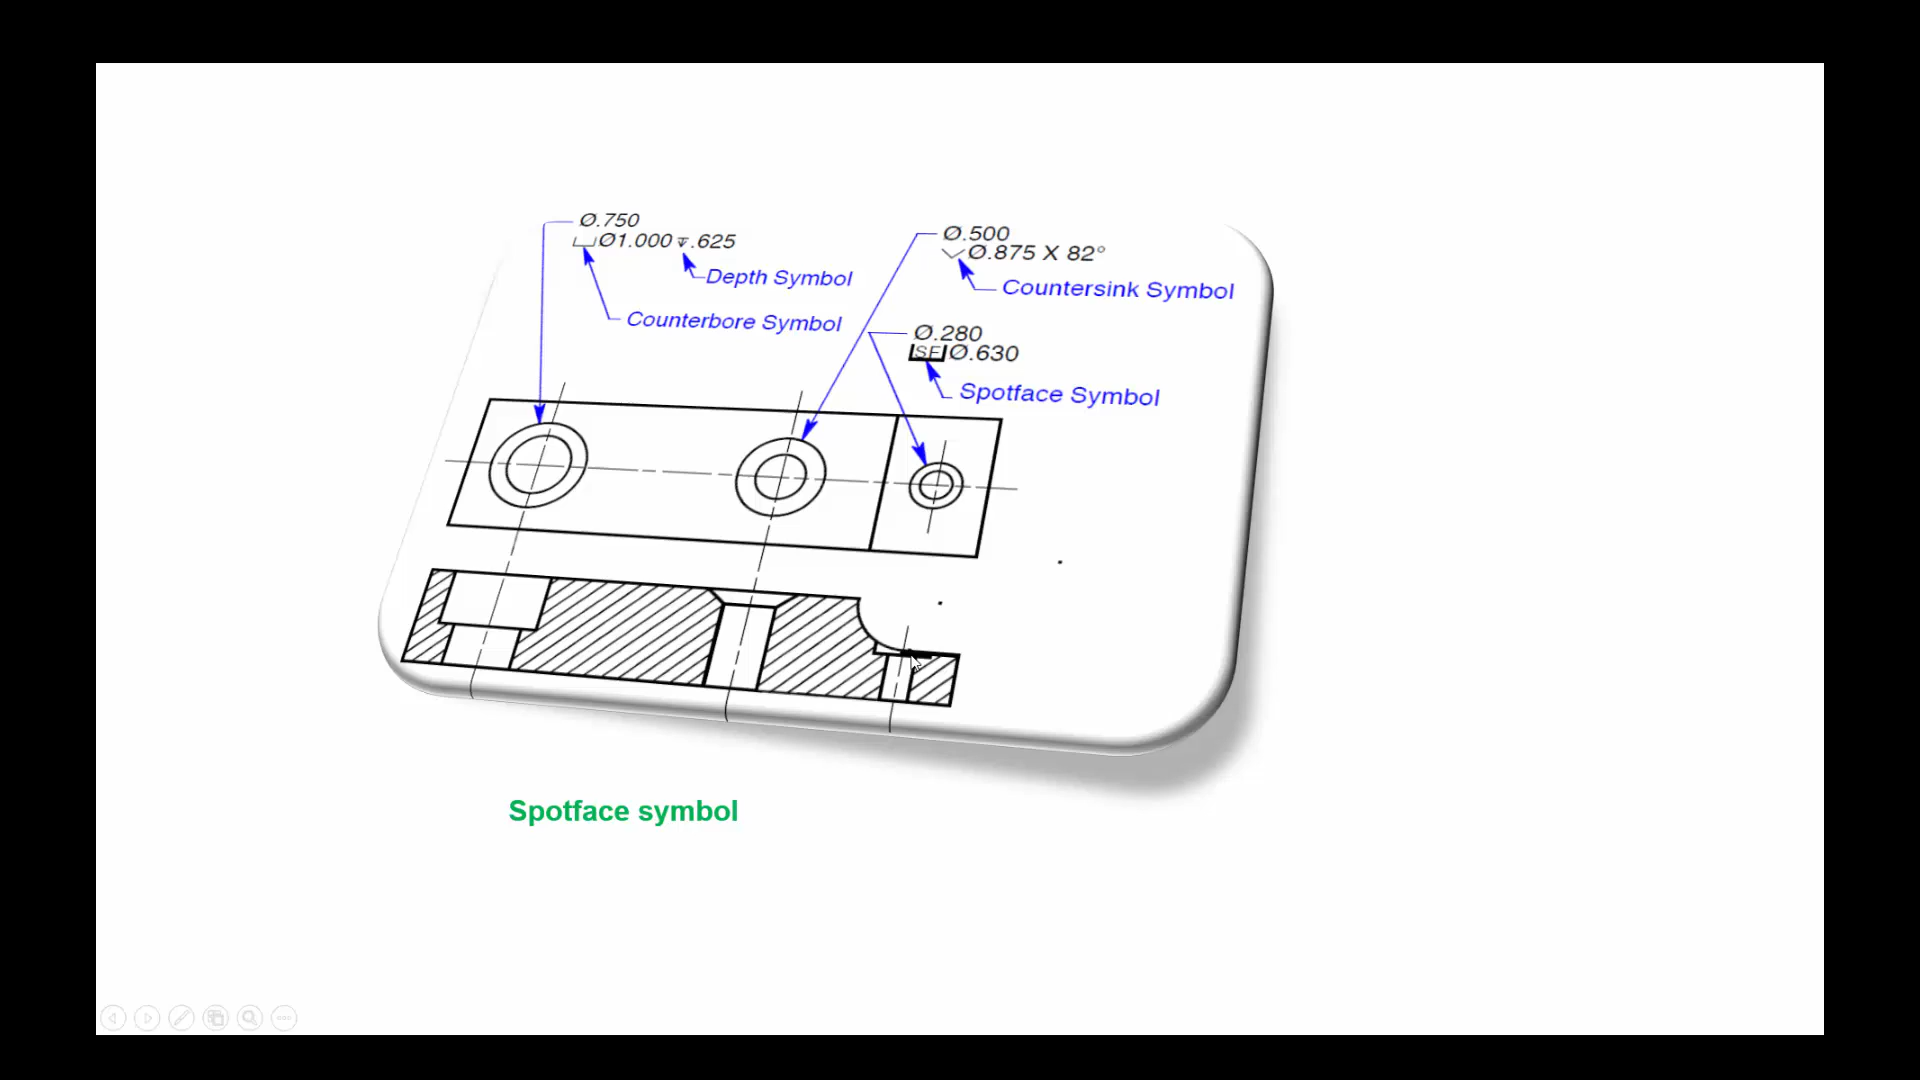 Ø.750
⌴Ø1.000↧.625
Depth Symbol
Counterbore Symbol
Ø.500
⌵Ø.875 X 82°
Countersink Symbol
Ø.280
SF Ø.630
Spotface Symbol
Spotface symbol